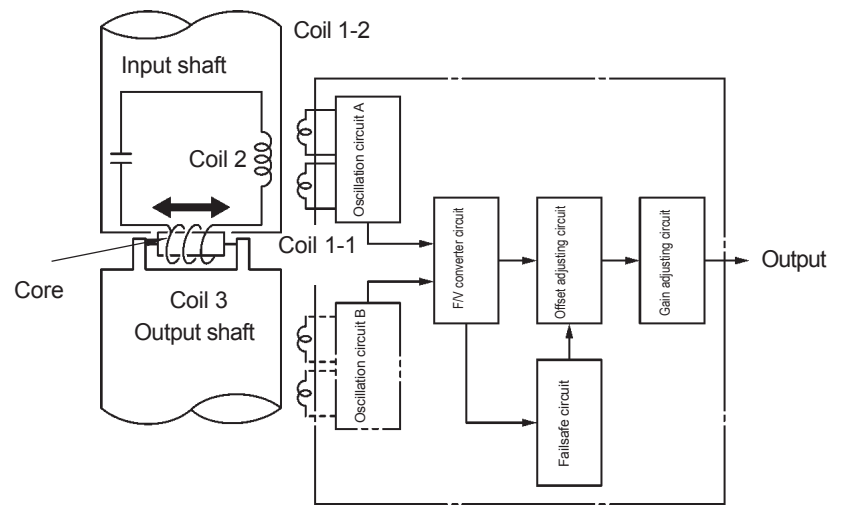 Coil 1-2
Input shaft
Coil 2
Oscillation circuit A
Coil 1-1
Core
Coil 3
Output shaft
Oscillation circuit B
F/V converter circuit
Offset adjusting circuit
Gain adjusting circuit
Output
Failsafe circuit